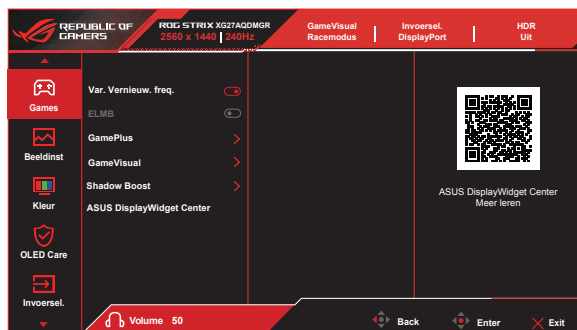 REPUBLIC OF
GAMERS
ROG STRIX XG27AQDMGR
2560 x 1440 | 240Hz
GameVisual
Racemodus
Invoersel.
DisplayPort
HDR
Uit
Games
Beeldinst
Kleur
OLED Care
Invoersel.
Var. Vernieuw. freq.
ELMB
GamePlus
GameVisual
Shadow Boost
ASUS DisplayWidget Center
ASUS DisplayWidget Center
Meer leren
Volume 50
Back
Enter
Exit